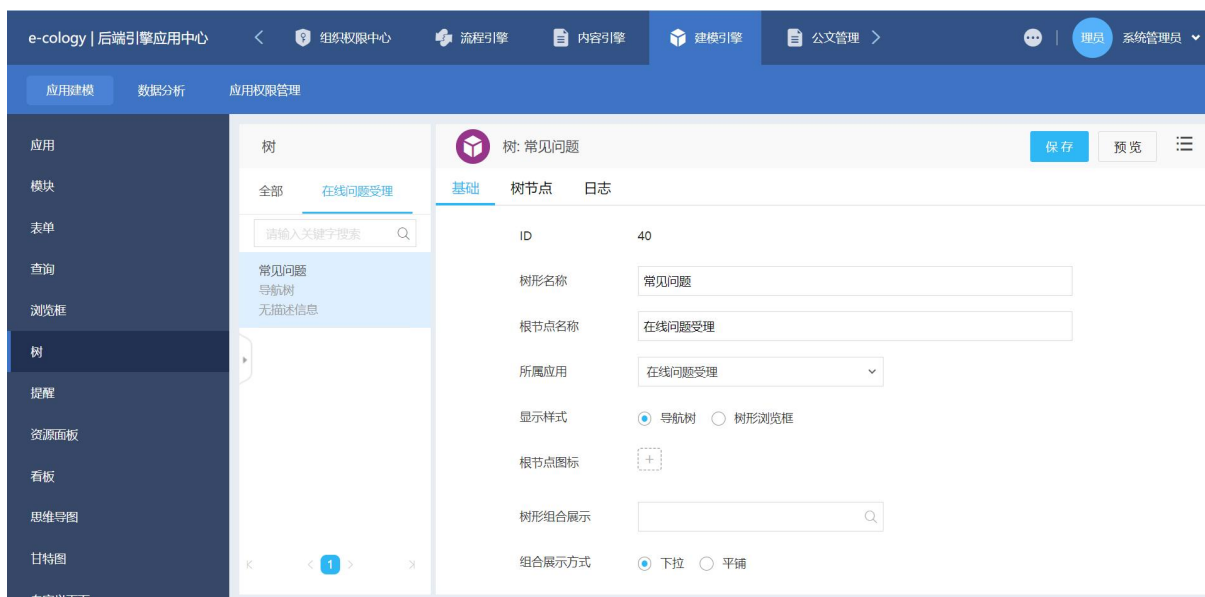 e-cology | 后端引擎应用中心 组织权限中心 流程引擎 内容引擎 建模引擎 公文管理 理员 系统管理员
应用建模 数据分析 应用权限管理
应用
模块
表单
查询
浏览框
树
提醒
资源面板
看板
思维导图
甘特图
树
全部 在线问题受理
请输入关键字搜索
常见问题
导航树
无描述信息
1
树: 常见问题 保存 预览
基础 树节点 日志
ID 40
树形名称 常见问题
根节点名称 在线问题受理
所属应用 在线问题受理
显示样式 导航树 树形浏览框
根节点图标
树形组合展示
组合展示方式 下拉 平铺